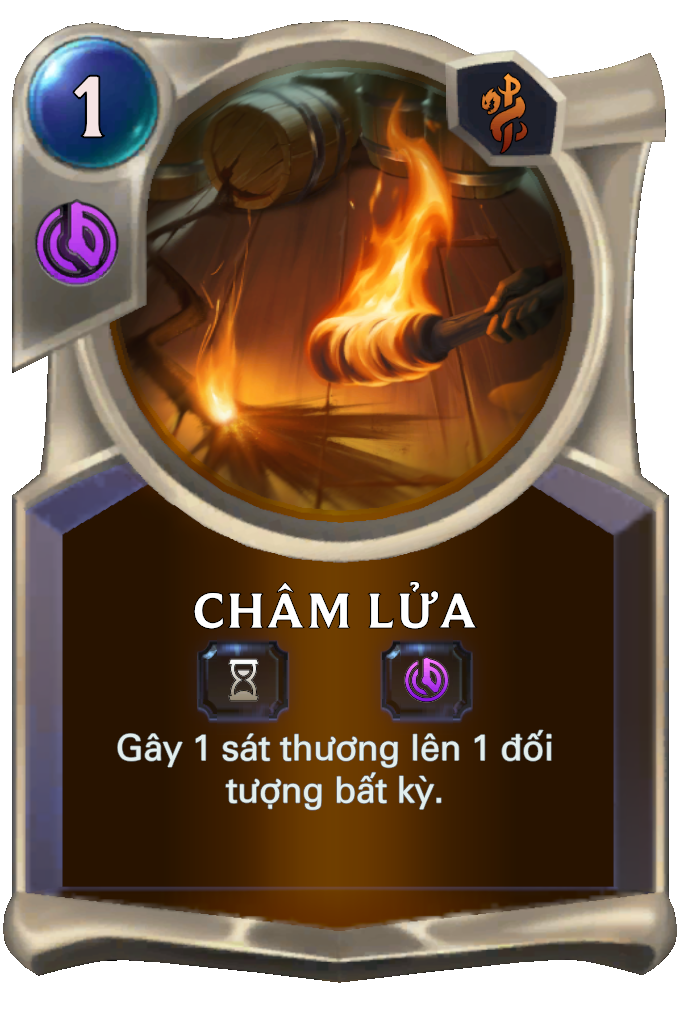 1
CHÂM LỬA
Gây 1 sát thương lên 1 đối
tượng bất kỳ.